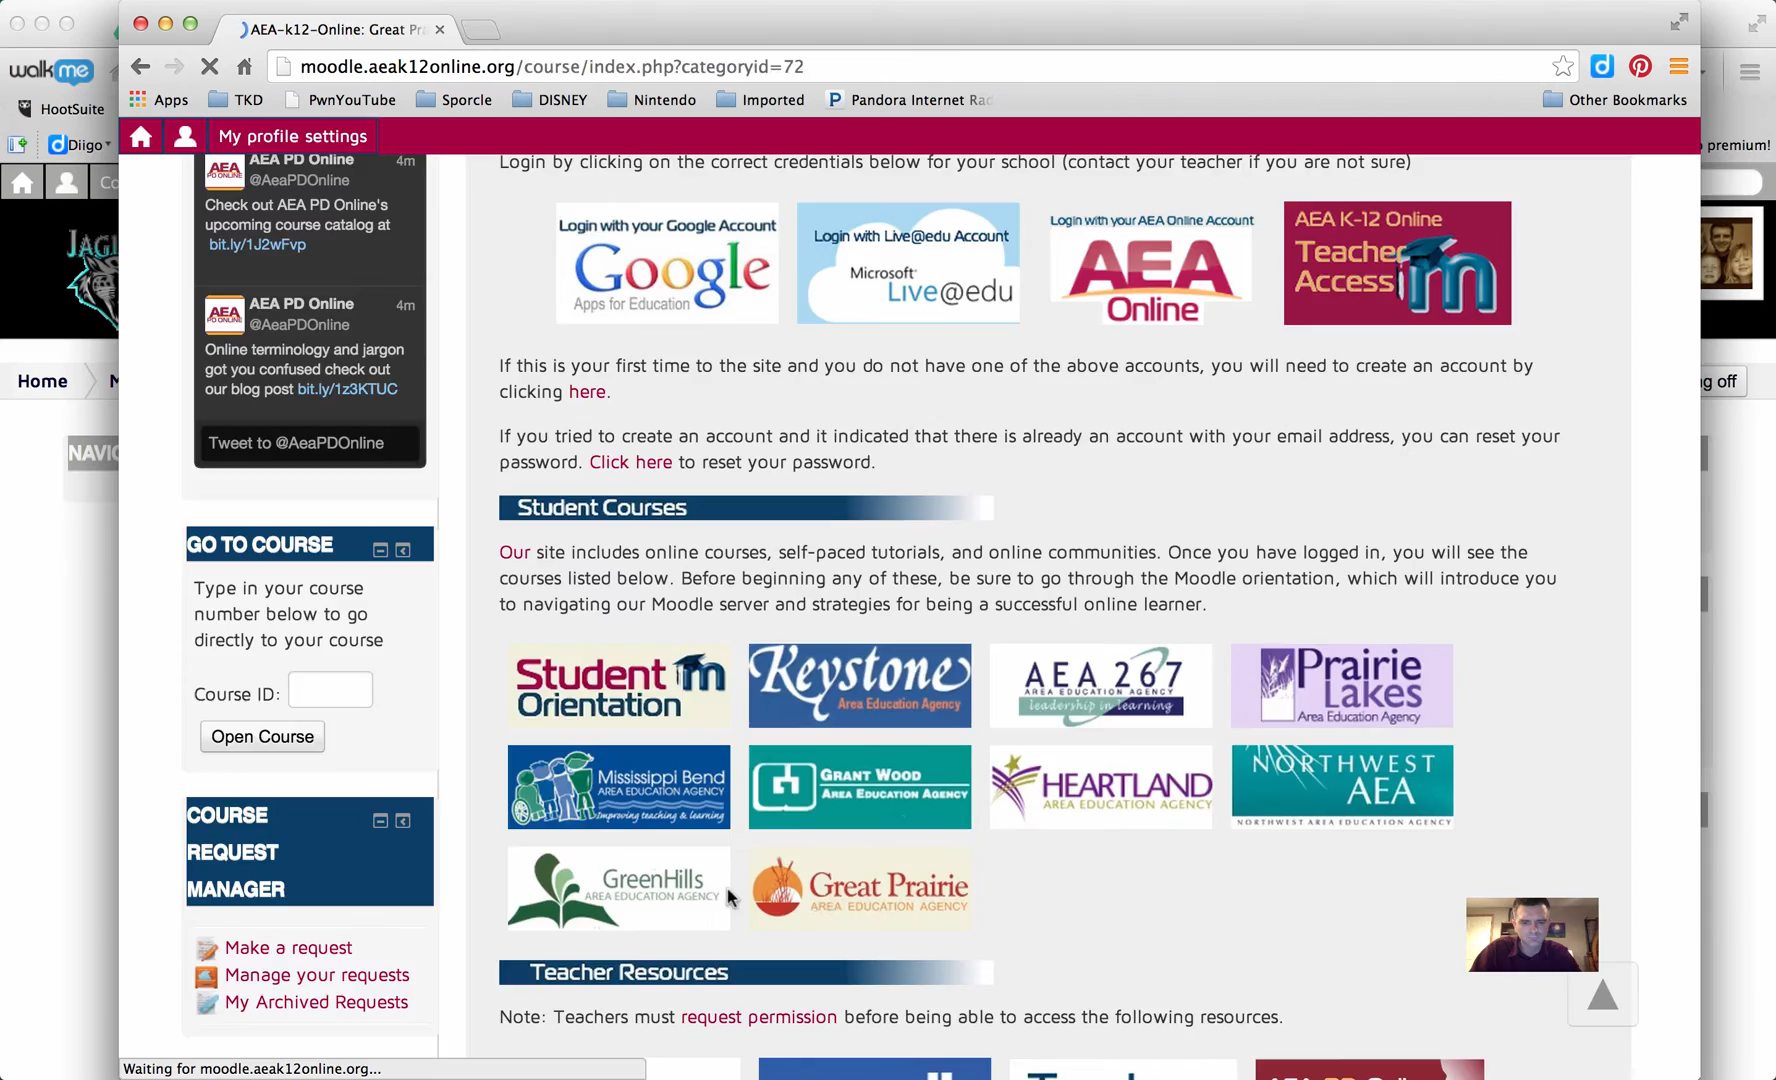 AEA-k12-Online: Great Pr
walkme
moodle.aeak12online.org/course/index.php?categoryid=72
HootSuite
Apps
TKD
PwnYouTube
Sporcle
DISNEY
Nintendo
Imported
Pandora Internet Rad
Other Bookmarks
Diigo
premium!
My profile settings
Home
NAVIG
g off
AEA PD Online 4m
@AeaPDOnline
Check out AEA PD Online's
upcoming course catalog at
bit.ly/1J2wFvp
AEA PD Online 4m
@AeaPDOnline
Online terminology and jargon
got you confused check out
our blog post bit.ly/1z3KTUC
Tweet to @AeaPDOnline
GO TO COURSE
Type in your course
number below to go
directly to your course
Course ID:
Open Course
COURSE
REQUEST
MANAGER
Make a request
Manage your requests
My Archived Requests
Login by clicking on the correct credentials below for your school (contact your teacher if you are not sure)
Login with your Google Account
Google
Apps for Education
Login with Live@edu Account
Microsoft
Live@edu
Login with your AEA Online Account
AEA
Online
AEA K-12 Online
Teacher
Access
If this is your first time to the site and you do not have one of the above accounts, you will need to create an account by
clicking here.
If you tried to create an account and it indicated that there is already an account with your email address, you can reset your
password. Click here to reset your password.
Student Courses
Our site includes online courses, self-paced tutorials, and online communities. Once you have logged in, you will see the
courses listed below. Before beginning any of these, be sure to go through the Moodle orientation, which will introduce you
to navigating our Moodle server and strategies for being a successful online learner.
Student
Orientation
Keystone
Area Education Agency
AEA 267
AREA EDUCATION AGENCY
leadership in learning
Prairie
Lakes
Area Education Agency
Mississippi Bend
AREA EDUCATION AGENCY
Improving teaching & learning
GRANT WOOD
AREA EDUCATION AGENCY
HEARTLAND
AREA EDUCATION AGENCY
NORTHWEST
AEA
NORTHWEST AREA EDUCATION AGENCY
GreenHills
AREA EDUCATION AGENCY
Great Prairie
AREA EDUCATION AGENCY
Teacher Resources
Note: Teachers must request permission before being able to access the following resources.
Waiting for moodle.aeak12online.org...